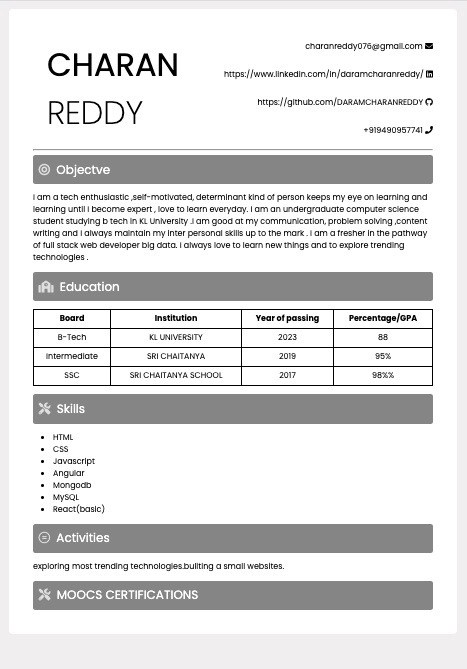 CHARAN
REDDY
charanreddy076@gmail.com
https://www.linkedin.com/in/daramcharanreddy/
https://github.com/DARAMCHARANREDDY
+919490957741
Objectve
i am a tech enthusiastic ,self-motivated, determinant kind of person keeps my eye on learning and
learning until i become expert , love to learn everyday. i am an undergraduate computer science
student studying b tech in KL University .i am good at my communication, problem solving ,content
writing and i always maintain my inter personal skills up to the mark . i am a fresher in the pathway
of full stack web developer big data. i always love to learn new things and to explore trending
technologies .
Education
Board Institution Year of passing Percentage/GPA
B-Tech KL UNIVERSITY 2023 88
Intermediate SRI CHAITANYA 2019 95%
SSC SRI CHAITANYA SCHOOL 2017 98%%
Skills
HTML
CSS
Javascript
Angular
Mongodb
MySQL
React(basic)
Activities
exploring most trending technologies.builting a small websites.
MOOCS CERTIFICATIONS